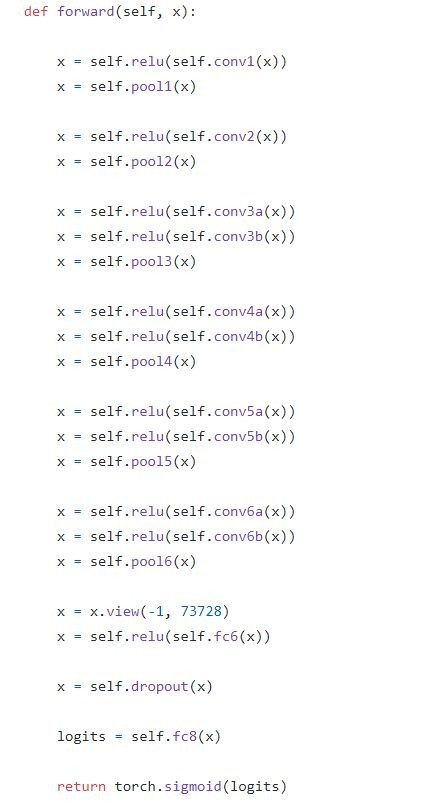 def forward(self, x):
x = self.relu(self.conv1(x))
x = self.pool1(x)
x = self.relu(self.conv2(x))
x = self.pool2(x)
x = self.relu(self.conv3a(x))
x = self.relu(self.conv3b(x))
x = self.pool3(x)
x = self.relu(self.conv4a(x))
x = self.relu(self.conv4b(x))
x = self.pool4(x)
x = self.relu(self.conv5a(x))
x = self.relu(self.conv5b(x))
x = self.pool5(x)
x = self.relu(self.conv6a(x))
x = self.relu(self.conv6b(x))
x = self.pool6(x)
x = x.view(-1, 73728)
x = self.relu(self.fc6(x))
x = self.dropout(x)
logits = self.fc8(x)
return torch.sigmoid(logits)